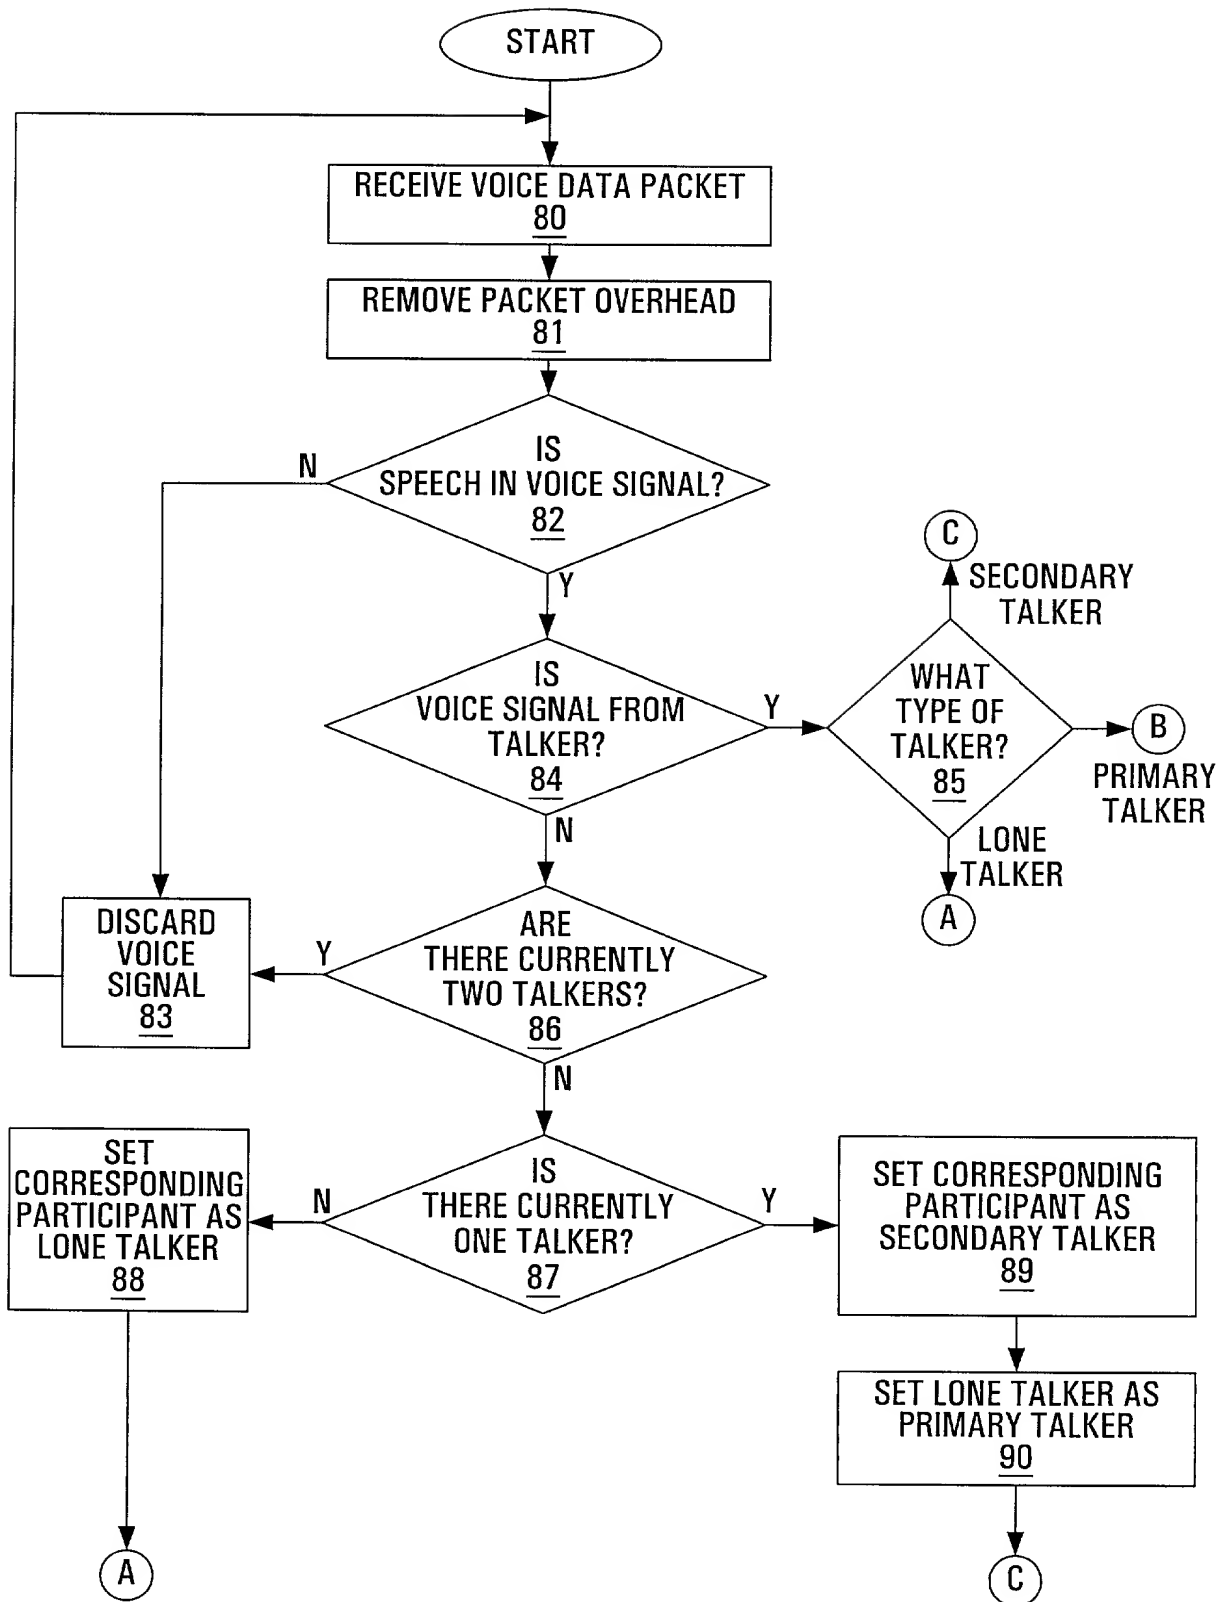 START
RECEIVE VOICE DATA PACKET
80
REMOVE PACKET OVERHEAD
81
IS
SPEECH IN VOICE SIGNAL?
82
N
Y
C
SECONDARY
TALKER
IS
VOICE SIGNAL FROM
TALKER?
84
Y
N
WHAT
TYPE OF
TALKER?
85
B
PRIMARY
TALKER
LONE
TALKER
A
DISCARD
VOICE
SIGNAL
83
Y
ARE
THERE CURRENTLY
TWO TALKERS?
86
N
SET
CORRESPONDING
PARTICIPANT AS
LONE TALKER
88
N
IS
THERE CURRENTLY
ONE TALKER?
87
Y
SET CORRESPONDING
PARTICIPANT AS
SECONDARY TALKER
89
SET LONE TALKER AS
PRIMARY TALKER
90
A
C